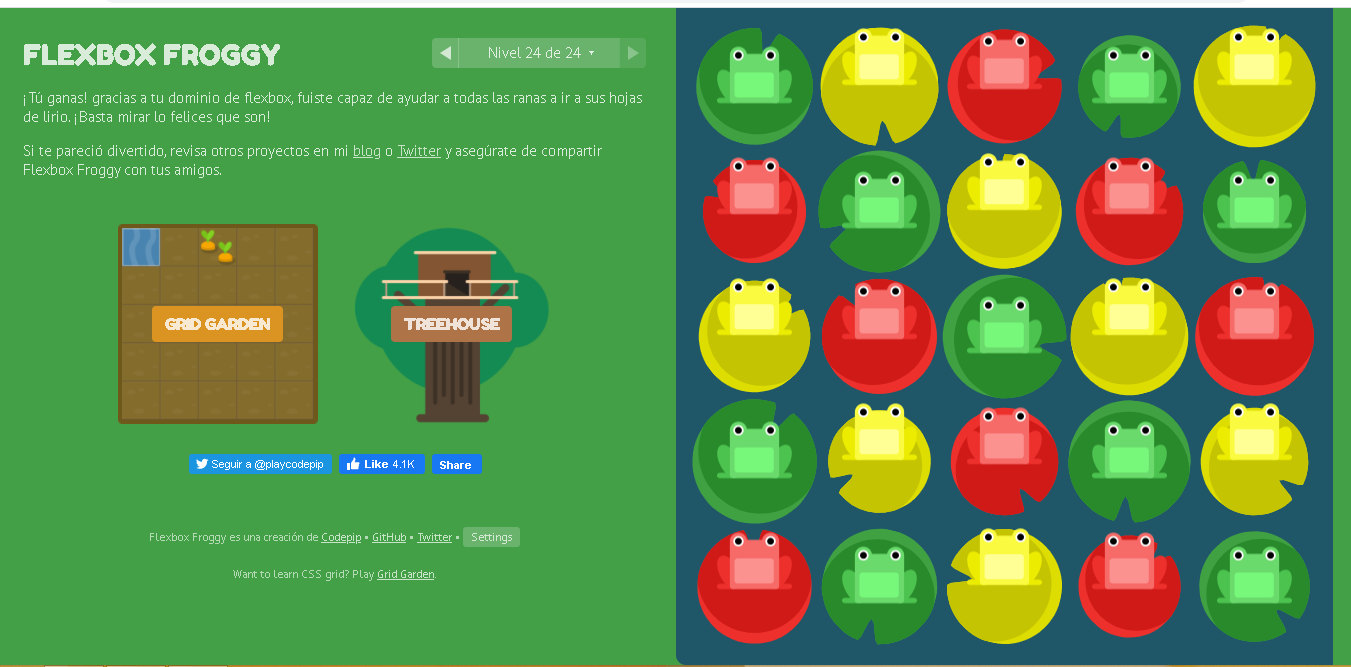 FLEXBOX FROGGY
Nivel 24 de 24
¡Tú ganas! gracias a tu dominio de flexbox, fuiste capaz de ayudar a todas las ranas a ir a sus hojas
de lirio. ¡Basta mirar lo felices que son!
Si te pareció divertido, revisa otros proyectos en mi blog o Twitter y asegúrate de compartir
Flexbox Froggy con tus amigos.
GRID GARDEN
TREEHOUSE
Seguir a @playcodepip
Like 4.1K
Share
Flexbox Froggy es una creación de Codepip • GitHub • Twitter • Settings
Want to learn CSS grid? Play Grid Garden.